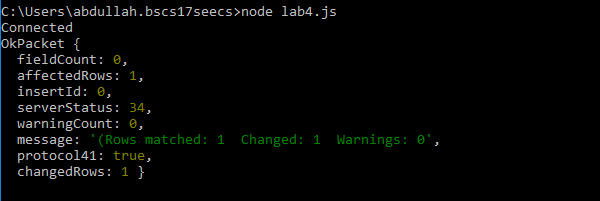 C:\Users\abdullah.bscs17seecs>node lab4.js
Connected
OkPacket {
  fieldCount: 0,
  affectedRows: 1,
  insertId: 0,
  serverStatus: 34,
  warningCount: 0,
  message: '(Rows matched: 1  Changed: 1  Warnings: 0',
  protocol41: true,
  changedRows: 1 }